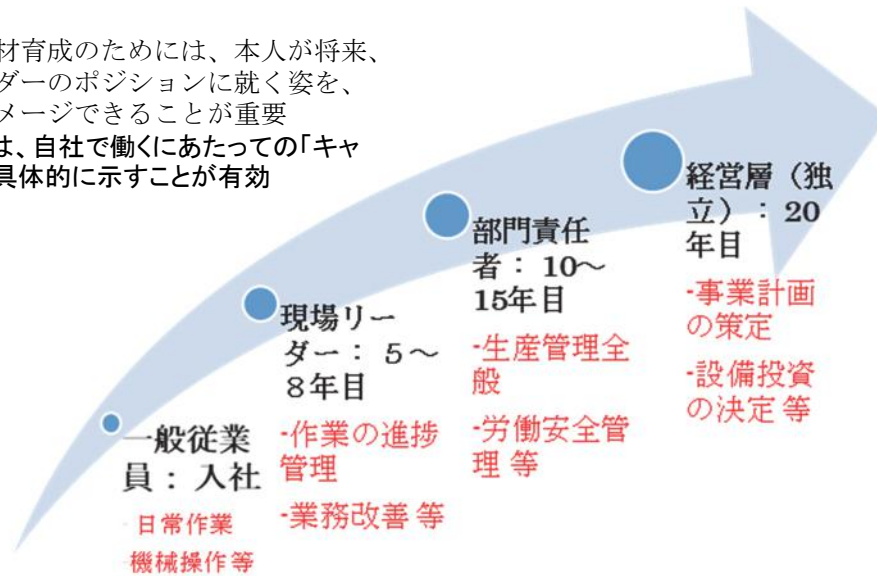 材育成のためには、本人が将来、
ダーのポジションに就く姿を、
メージできることが重要
は、自社で働くにあたっての「キャ
具体的に示すことが有効
一般従業
員：入社
日常作業
機械操作等
現場リー
ダー： 5～
8年目
-作業の進捗
管理
-業務改善 等
部門責任
者： 10～
15年目
-生産管理全
般
-労働安全管
理 等
経営層（独
立）： 20
年目
-事業計画
の策定
-設備投資
の決定 等